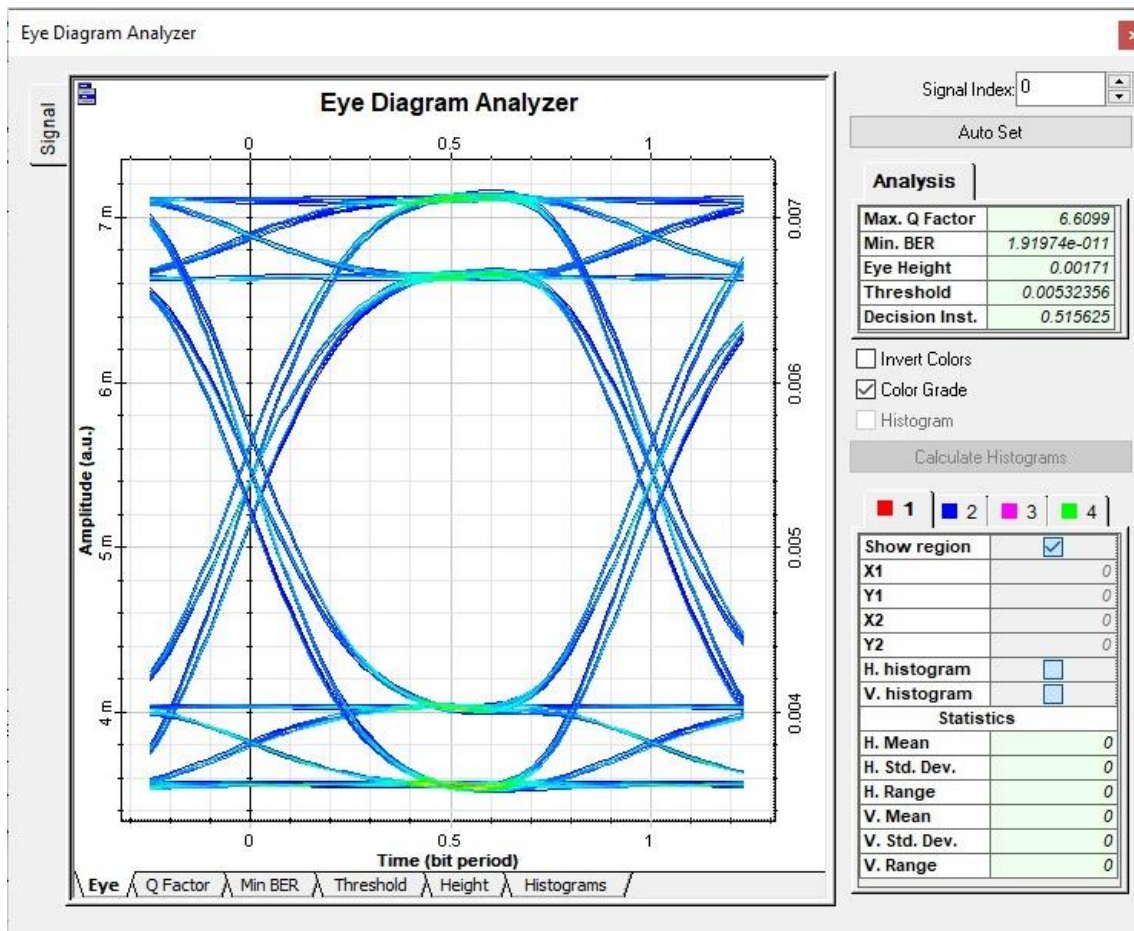 Eye Diagram Analyzer
x
Signal
Eye Diagram Analyzer
0 0.5 1
7 m
6 m
5 m
4 m
Amplitude (a.u.)
0.007
0.006
0.005
0.004
0 0.5 1
Time (bit period)
Eye Q Factor Min BER Threshold Height Histograms
Signal Index: 0
Auto Set
Analysis
Max. Q Factor 6.6099
Min. BER 1.91974e-011
Eye Height 0.00171
Threshold 0.00532356
Decision Inst. 0.515625
Invert Colors
Color Grade
Histogram
Calculate Histograms
1 2 3 4
Show region
X1 0
Y1 0
X2 0
Y2 0
H. histogram
V. histogram
Statistics
H. Mean 0
H. Std. Dev. 0
H. Range 0
V. Mean 0
V. Std. Dev. 0
V. Range 0